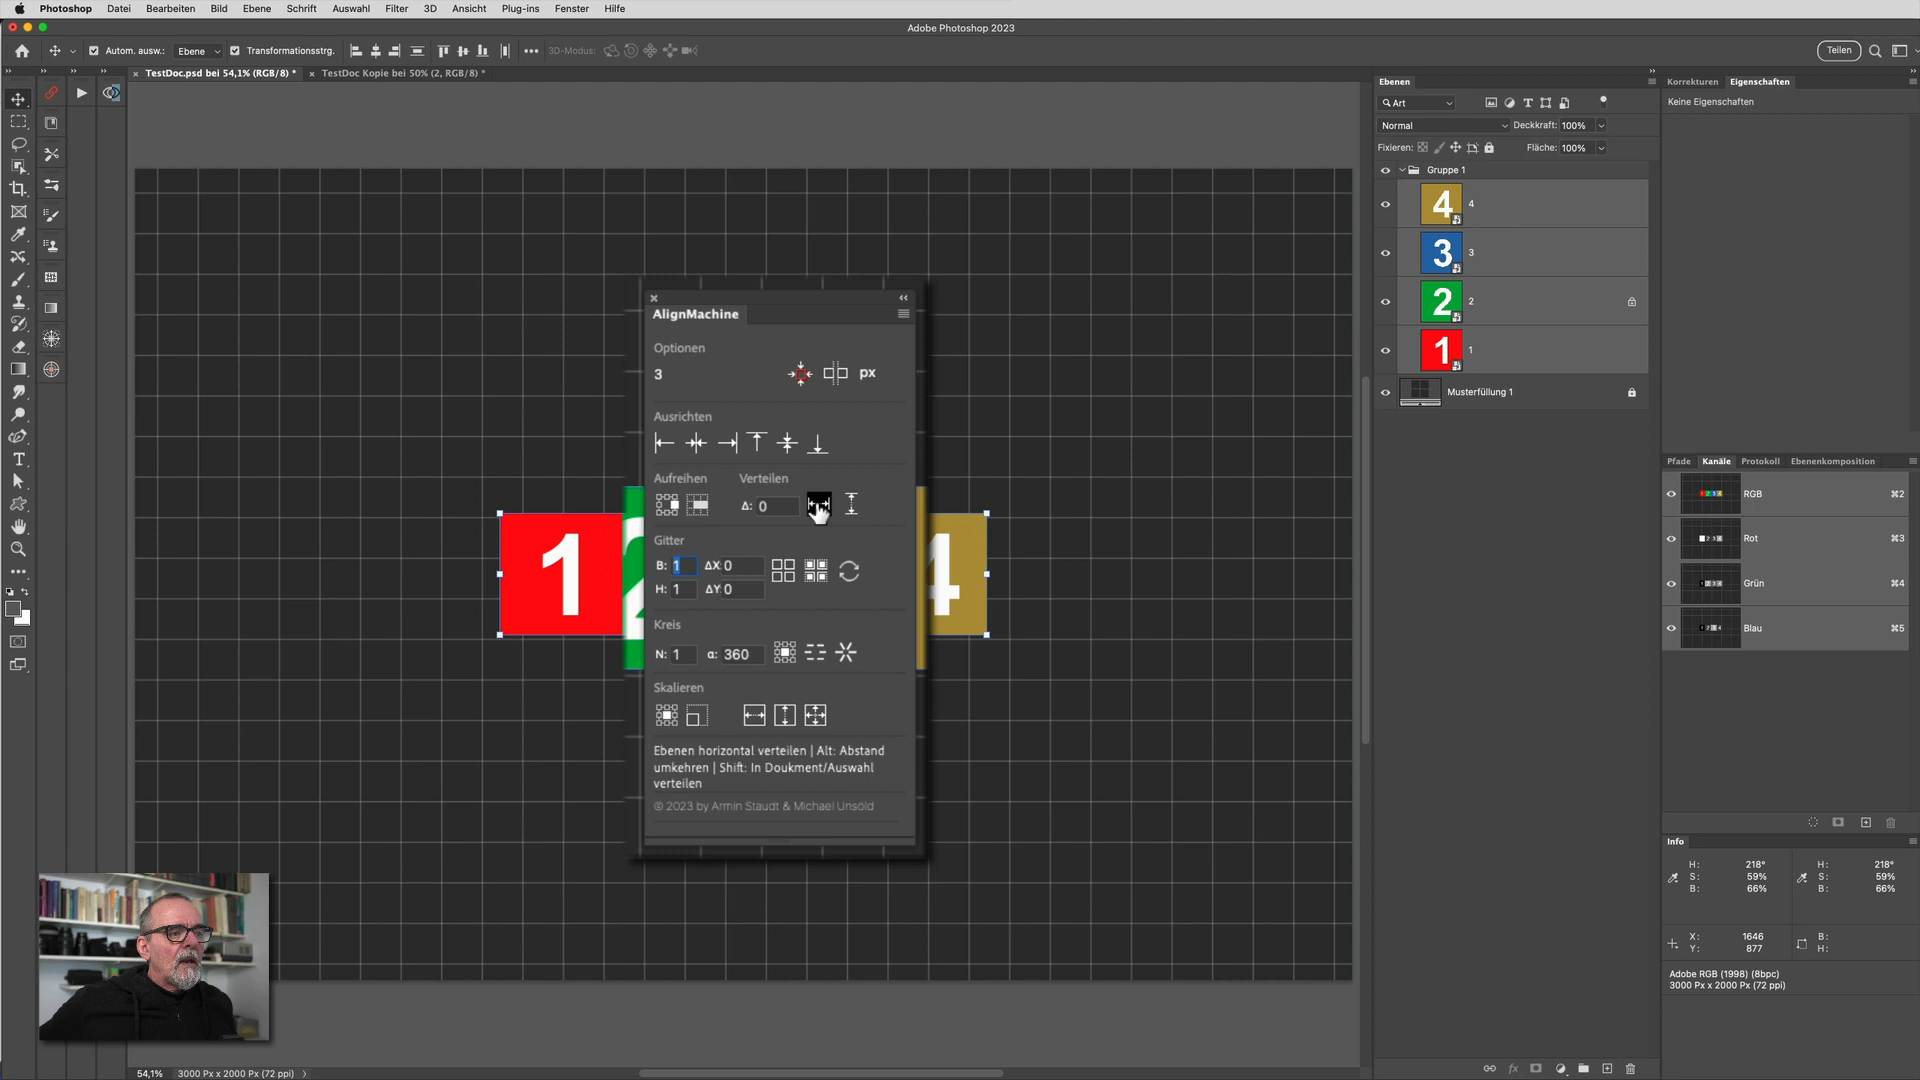 Photoshop Datei Bearbeiten Bild Ebene Schrift Auswahl Filter 3D Ansicht Plug-ins Fenster Hilfe
Adobe Photoshop 2023
Autom. ausw.: Ebene Transformationsstrg. 3D-Modus: Teilen
TestDoc.psd bei 54,1% (RGB/8) * TestDoc Kopie bei 50% (2, RGB/8) *
1
2
4
AlignMachine
Optionen
3 px
Ausrichten
Aufreihen Verteilen
Δ: 0
Gitter
B: 1 ΔX: 0
H: 1 ΔY: 0
Kreis
N: 1 α: 360
Skalieren
Ebenen horizontal verteilen | Alt: Abstand
umkehren | Shift: In Doukment/Auswahl
verteilen
© 2023 by Armin Staudt & Michael Unsöld
Ebenen
Art
Normal Deckkraft: 100%
Fixieren: Fläche: 100%
Gruppe 1
4 4
3 3
2 2
1 1
Musterfüllung 1
Korrekturen Eigenschaften
Keine Eigenschaften
Pfade Kanäle Protokoll Ebenenkomposition
RGB ⌘2
Rot ⌘3
Grün ⌘4
Blau ⌘5
Info
H: 218° H: 218°
S: 59% S: 59%
B: 66% B: 66%
X: 1646 B:
Y: 877 H:
Adobe RGB (1998) (8bpc)
3000 Px x 2000 Px (72 ppi)
54,1% 3000 Px x 2000 Px (72 ppi)